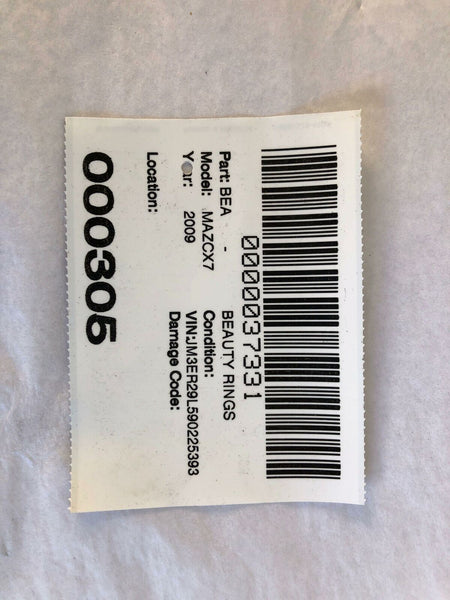 0000037331
Part: BEA - BEAUTY RINGS
Model: MAZCX7 Condition:
Year: 2009 VIN:JM3ER29L590225393
Damage Code:
Location:
000305